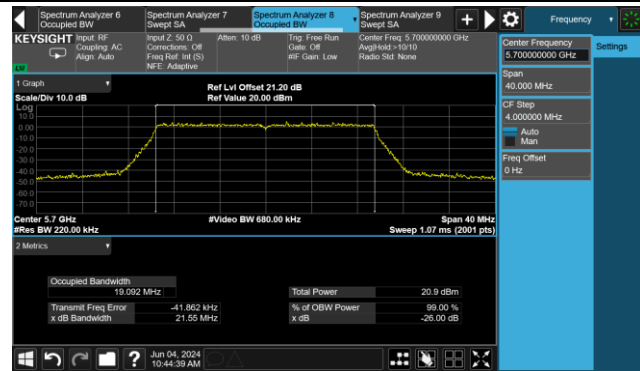 Spectrum Analyzer 6
Occupied BW
Spectrum Analyzer 7
Swept SA
Spectrum Analyzer 8
Occupied BW
Spectrum Analyzer 9
Swept SA
+
Frequency
KEYSIGHT
Input: RF
Coupling: AC
Align: Auto
Input Z: 50 Ω
Corrections: Off
Freq Ref: Int (S)
NFE: Adaptive
Atten: 10 dB
Trig: Free Run
Gate: Off
#IF Gain: Low
Center Freq: 5.700000000 GHz
Avg|Hold:>10/10
Radio Std: None
LW
Center Frequency
5.700000000 GHz
Settings
Span
40.000 MHz
CF Step
4.000000 MHz
Auto
Man
Freq Offset
0 Hz
1 Graph
Scale/Div 10.0 dB
Ref Lvl Offset 21.20 dB
Ref Value 20.00 dBm
Log
10.0
0.00
-10.0
-20.0
-30.0
-40.0
-50.0
-60.0
-70.0
Center 5.7 GHz
#Video BW 680.00 kHz
Span 40 MHz
#Res BW 220.00 kHz
Sweep 1.07 ms (2001 pts)
2 Metrics
Occupied Bandwidth
19.092 MHz
Total Power 20.9 dBm
Transmit Freq Error -41.862 kHz
% of OBW Power 99.00 %
x dB Bandwidth 21.55 MHz
x dB -26.00 dB
?
Jun 04, 2024
10:44:39 AM